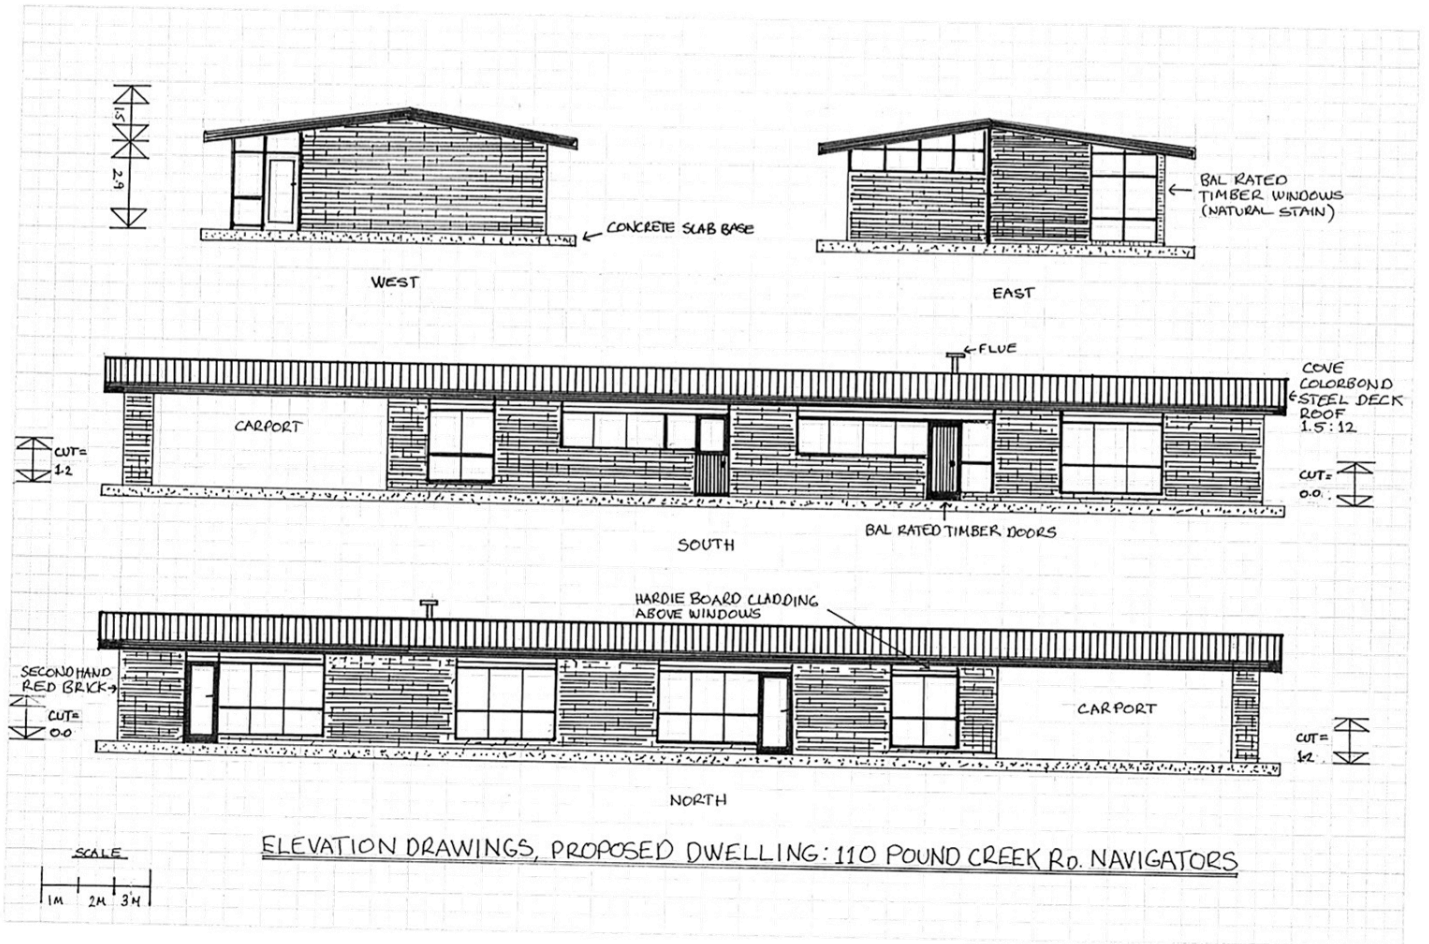 1.5
2.9
CONCRETE SLAB BASE
WEST
BAL RATED
TIMBER WINDOWS
(NATURAL STAIN)
EAST
FLUE
COVE
COLORBOND
STEEL DECK
ROOF
1.5:12
CARPORT
CUT=
1.2
CUT=
0.0.
BAL RATED TIMBER DOORS
SOUTH
HARDIE BOARD CLADDING
ABOVE WINDOWS
SECONDHAND
RED BRICK
CUT=
0.0
CARPORT
CUT=
1.2
NORTH
ELEVATION DRAWINGS, PROPOSED DWELLING: 110 POUND CREEK RD. NAVIGATORS
SCALE
1M 2M 3M